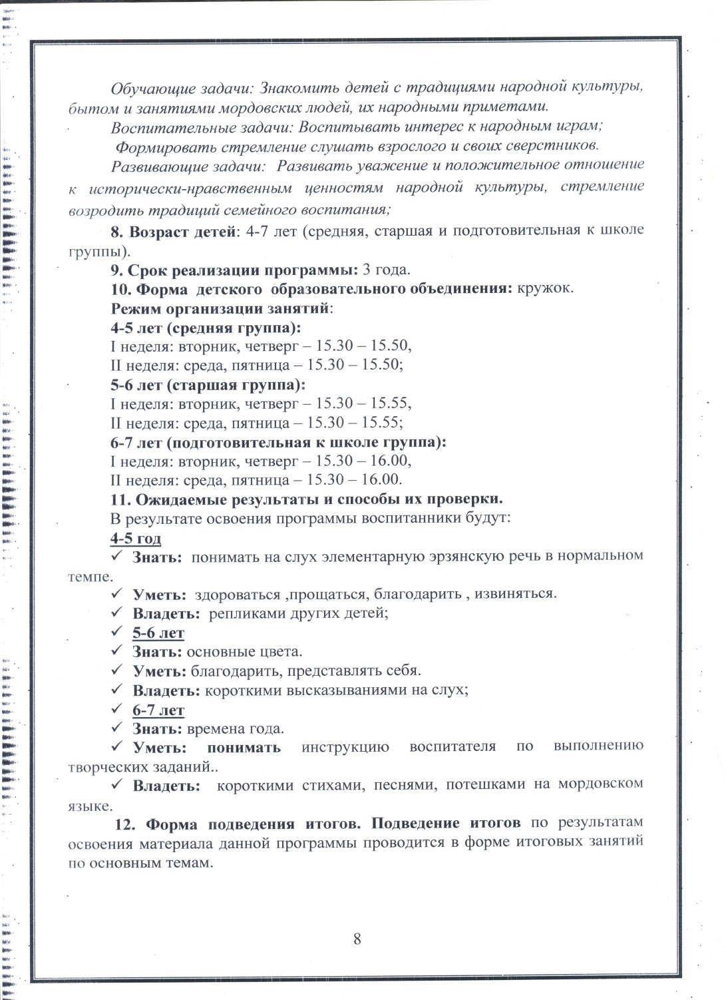 Обучающие задачи: Знакомить детей с традициями народной культуры,
бытом и занятиями мордовских людей, их народными приметами.
Воспитательные задачи: Воспитывать интерес к народным играм;
Формировать стремление слушать взрослого и своих сверстников.
Развивающие задачи: Развивать уважение и положительное отношение
к исторически-нравственным ценностям народной культуры, стремление
возродить традиций семейного воспитания;
8. Возраст детей: 4-7 лет (средняя, старшая и подготовительная к школе
группы).
9. Срок реализации программы: 3 года.
10. Форма детского образовательного объединения: кружок.
Режим организации занятий:
4-5 лет (средняя группа):
I неделя: вторник, четверг – 15.30 – 15.50,
II неделя: среда, пятница – 15.30 – 15.50;
5-6 лет (старшая группа):
I неделя: вторник, четверг – 15.30 – 15.55,
II неделя: среда, пятница – 15.30 – 15.55;
6-7 лет (подготовительная к школе группа):
I неделя: вторник, четверг – 15.30 – 16.00,
II неделя: среда, пятница – 15.30 – 16.00.
11. Ожидаемые результаты и способы их проверки.
В результате освоения программы воспитанники будут:
4-5 год
✓ Знать: понимать на слух элементарную эрзянскую речь в нормальном
темпе.
✓ Уметь: здороваться ,прощаться, благодарить , извиняться.
✓ Владеть: репликами других детей;
✓ 5-6 лет
✓ Знать: основные цвета.
✓ Уметь: благодарить, представлять себя.
✓ Владеть: короткими высказываниями на слух;
✓ 6-7 лет
✓ Знать: времена года.
✓ Уметь: понимать инструкцию воспитателя по выполнению
творческих заданий..
✓ Владеть: короткими стихами, песнями, потешками на мордовском
языке.
12. Форма подведения итогов. Подведение итогов по результатам
освоения материала данной программы проводится в форме итоговых занятий
по основным темам.
8